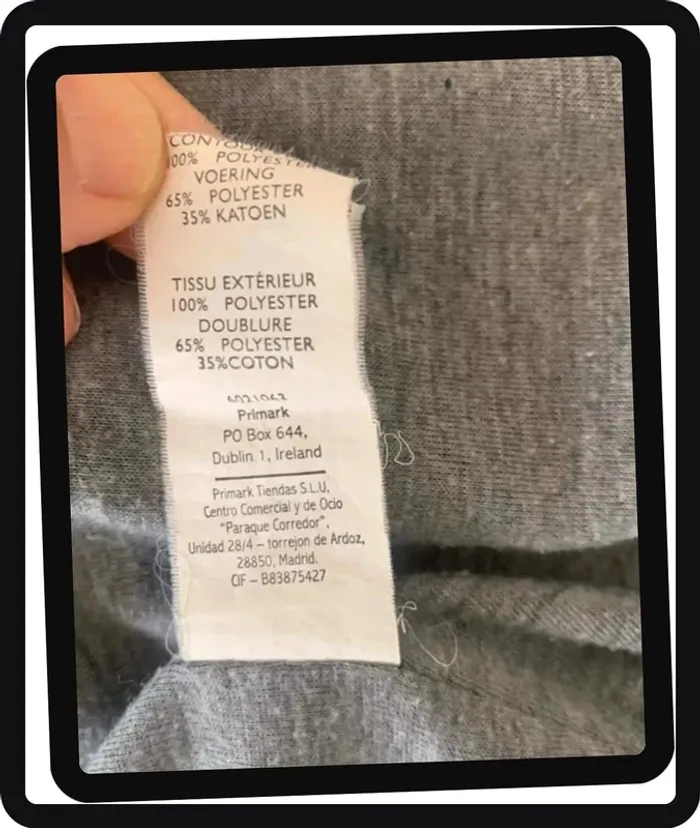 100% POLYESTER
VOERING
65% POLYESTER
35% KATOEN
TISSU EXTÉRIEUR
100% POLYESTER
DOUBLURE
65% POLYESTER
35%COTON
Primark
PO Box 644,
Dublin 1, Ireland
Primark Tiendas S.L.U,
Centro Comercial y de Ocio
"Paraque Corredor",
Unidad 28/4 – torrejon de Ardoz,
28850, Madrid.
CIF – B83875427